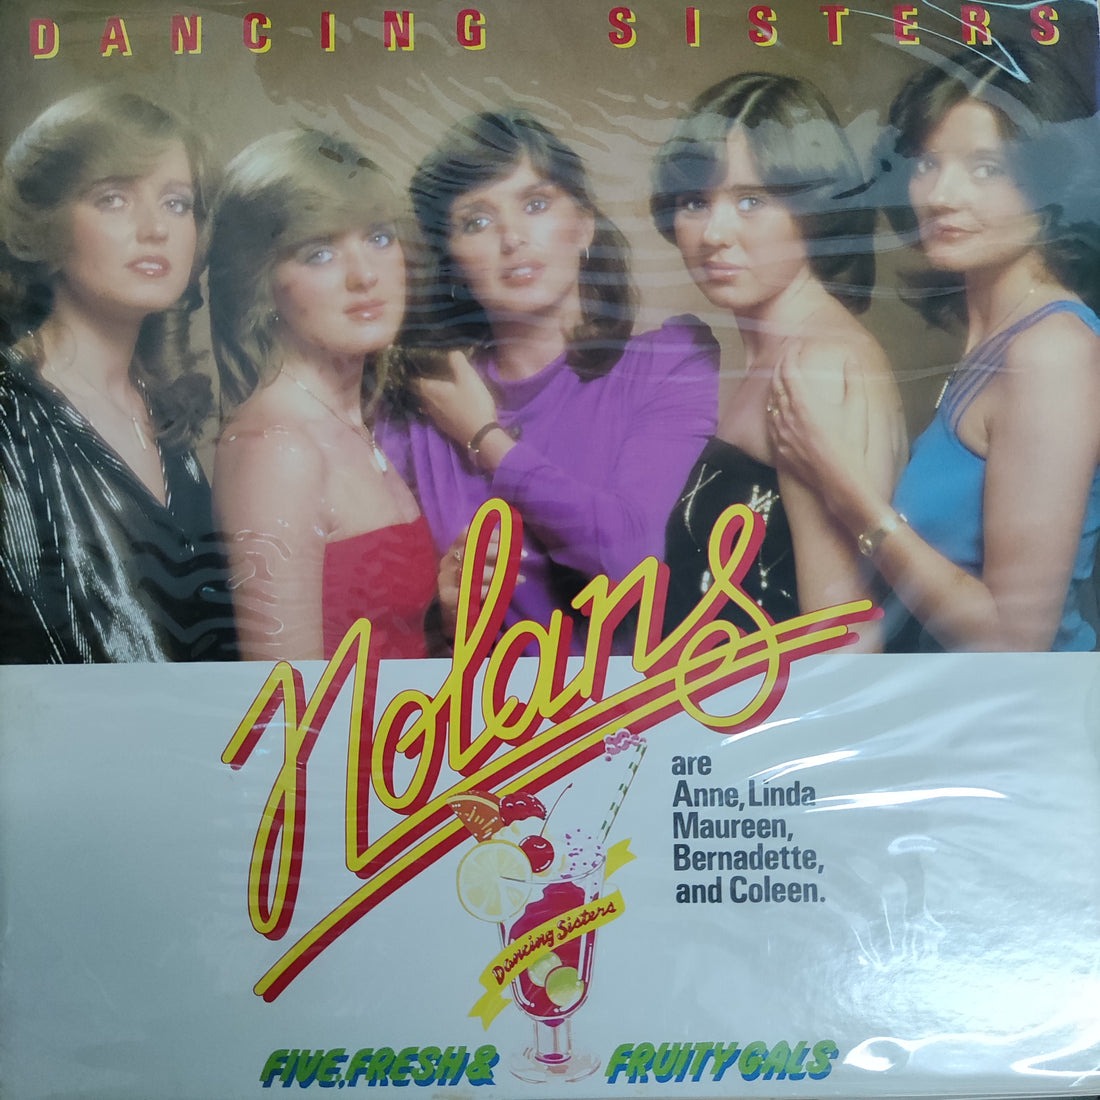 DANCING SISTERS
Nolans
are
Anne, Linda
Maureen,
Bernadette,
and Coleen.
Dancing Sisters
FIVE, FRESH &
FRUITY GALS